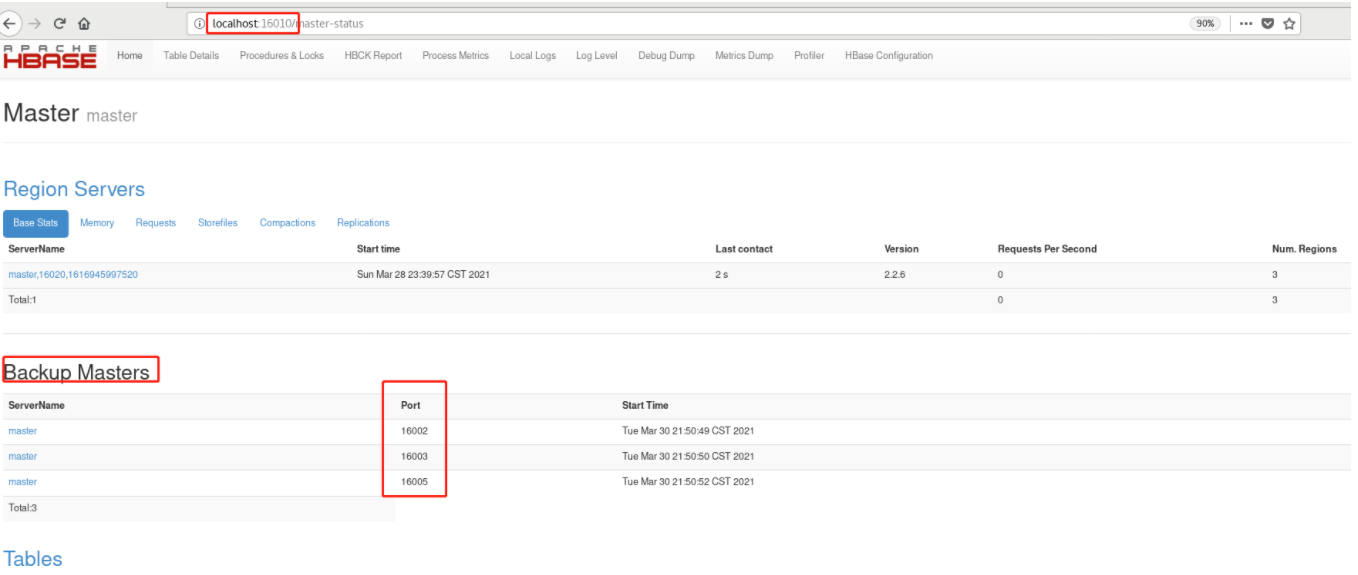 localhost:16010/master-status 90%
APACHE
HBASE Home Table Details Procedures & Locks HBCK Report Process Metrics Local Logs Log Level Debug Dump Metrics Dump Profiler HBase Configuration
Master master
Region Servers
Base Stats Memory Requests Storefiles Compactions Replications
ServerName Start time Last contact Version Requests Per Second Num. Regions
master,16020,1616945997520 Sun Mar 28 23:39:57 CST 2021 2 s 2.2.6 0 3
Total:1 0 3
Backup Masters
ServerName Port Start Time
master 16002 Tue Mar 30 21:50:49 CST 2021
master 16003 Tue Mar 30 21:50:50 CST 2021
master 16005 Tue Mar 30 21:50:52 CST 2021
Total:3
Tables